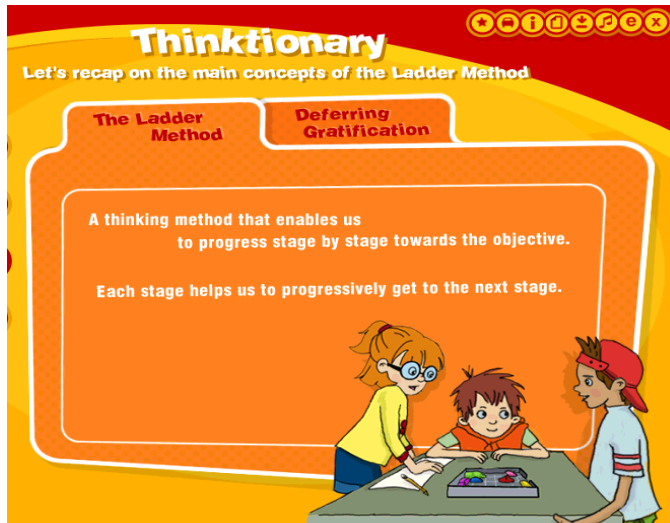 Thinktionary
Let's recap on the main concepts of the Ladder Method
The Ladder
Method
Deferring
Gratification
A thinking method that enables us
to progress stage by stage towards the objective.
Each stage helps us to progressively get to the next stage.